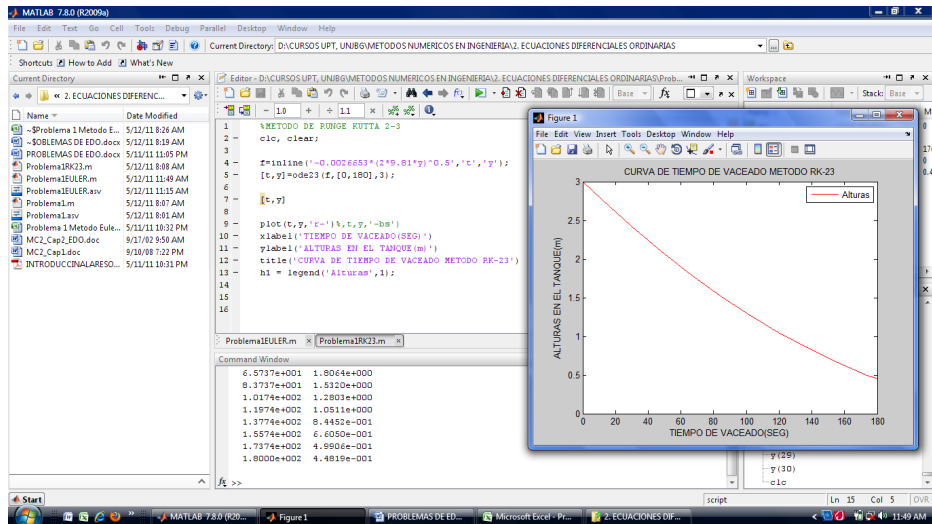 MATLAB 7.8.0 (R2009a)
File Edit Text Go Cell Tools Debug Parallel Desktop Window Help
Current Directory: D:\CURSOS UPT, UNJBG\METODOS NUMERICOS EN INGENIERIA\2. ECUACIONES DIFERENCIALES ORDINARIAS
Shortcuts How to Add What's New
Current Directory
« 2. ECUACIONES DIFERENC...
Name Date Modified
~$Problema 1 Metodo E... 5/12/11 8:26 AM
~$OBLEMAS DE EDO.docx 5/12/11 8:19 AM
PROBLEMAS DE EDO.docx 5/11/11 11:05 PM
Problema1RK23.m 5/12/11 8:08 AM
Problema1EULER.m 5/12/11 11:49 AM
Problema1EULER.asv 5/12/11 11:15 AM
Problema1.m 5/12/11 8:07 AM
Problema1.asv 5/12/11 8:01 AM
Problema 1 Metodo Eule... 5/11/11 10:32 PM
MC2_Cap2_EDO.doc 9/17/02 9:50 AM
MC2_Cap1.doc 9/10/08 7:22 PM
INTRODUCCINALARESO... 5/11/11 10:31 PM
Editor - D:\CURSOS UPT, UNJBG\METODOS NUMERICOS EN INGENIERIA\2. ECUACIONES DIFERENCIALES ORDINARIAS\Prob...
Base fx
− 1.0 + ÷ 1.1 ×
1 %METODO DE RUNGE KUTTA 2-3
2 − clc, clear;
3
4 − f=inline('-0.0026653*(2*9.81*y)^0.5','t','y');
5 − [t,y]=ode23(f,[0,180],3);
6
7 − [t,y]
8
9 − plot(t,y,'r-')%,t,y,'-bs')
10 − xlabel('TIEMPO DE VACEADO(SEG)')
11 − ylabel('ALTURAS EN EL TANQUE(m)')
12 − title('CURVA DE TIEMPO DE VACEADO METODO RK-23')
13 − h1 = legend('Alturas',1);
14
15
16
Problema1EULER.m × Problema1RK23.m ×
Command Window
6.5737e+001 1.8064e+000
8.3737e+001 1.5320e+000
1.0174e+002 1.2803e+000
1.1974e+002 1.0511e+000
1.3774e+002 8.4452e-001
1.5574e+002 6.6050e-001
1.7374e+002 4.9906e-001
1.8000e+002 4.4819e-001
fx >>
Workspace
Stack: Base
Figure 1
File Edit View Insert Tools Desktop Window Help
CURVA DE TIEMPO DE VACEADO METODO RK-23
Alturas
3
2.5
2
1.5
1
0.5
0
0 20 40 60 80 100 120 140 160 180
ALTURAS EN EL TANQUE(m)
TIEMPO DE VACEADO(SEG)
y(29)
y(30)
clc
Start
script Ln 15 Col 5 OVR
MATLAB 7.8.0 (R20... Figure 1 PROBLEMAS DE ED... Microsoft Excel - Pr... 2. ECUACIONES DIF... 11:49 AM